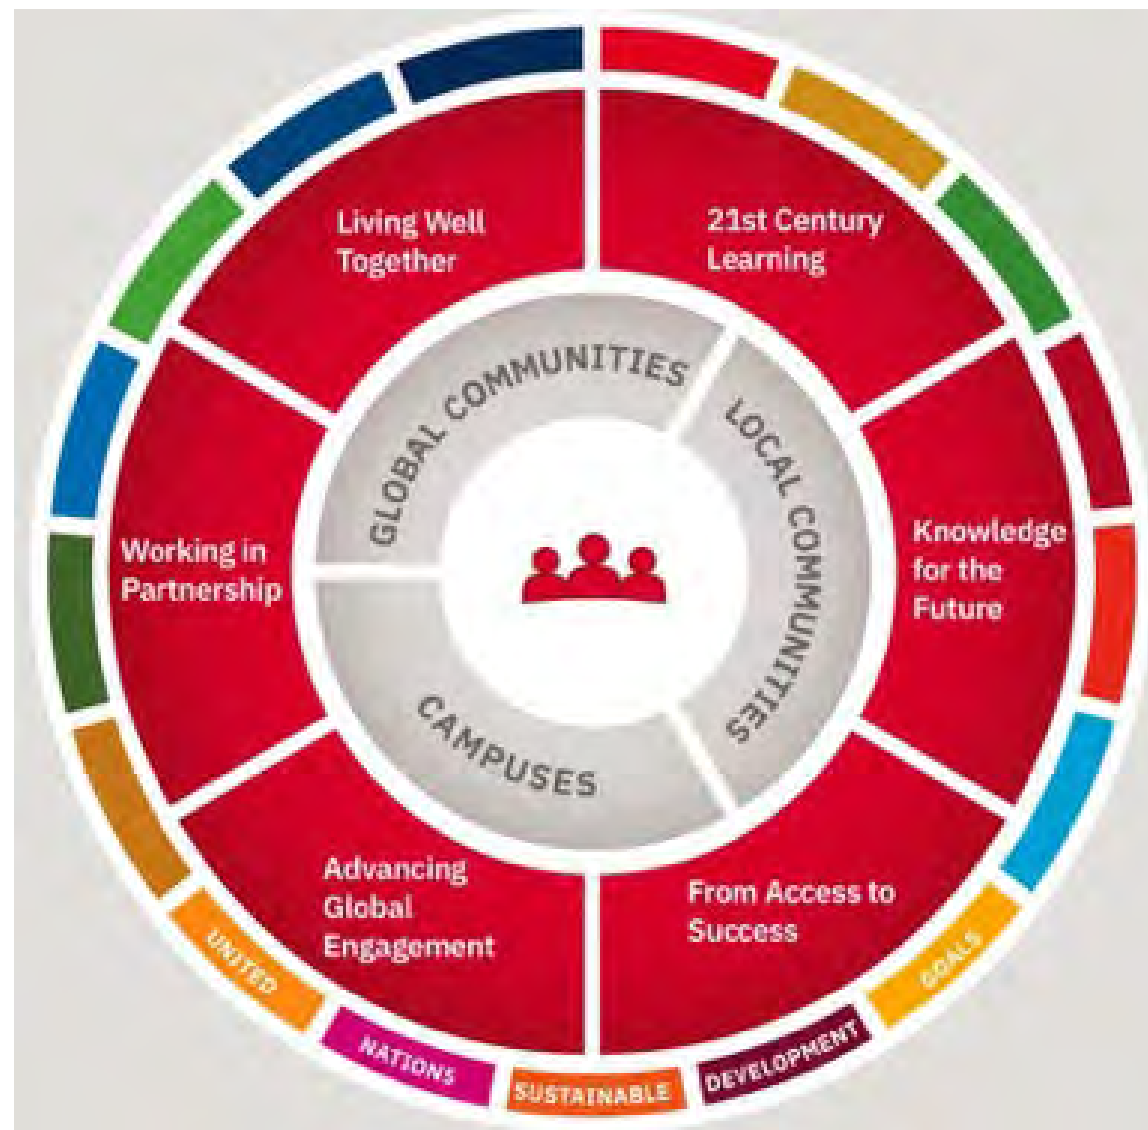 Living Well
Together
21st Century
Learning
GLOBAL COMMUNITIES
LOCAL COMMUNITIES
Knowledge
for the
Future
Working in
Partnership
CAMPUSES
Advancing
Global
Engagement
From Access to
Success
UNITED
NATIONS
SUSTAINABLE
DEVELOPMENT
GOALS